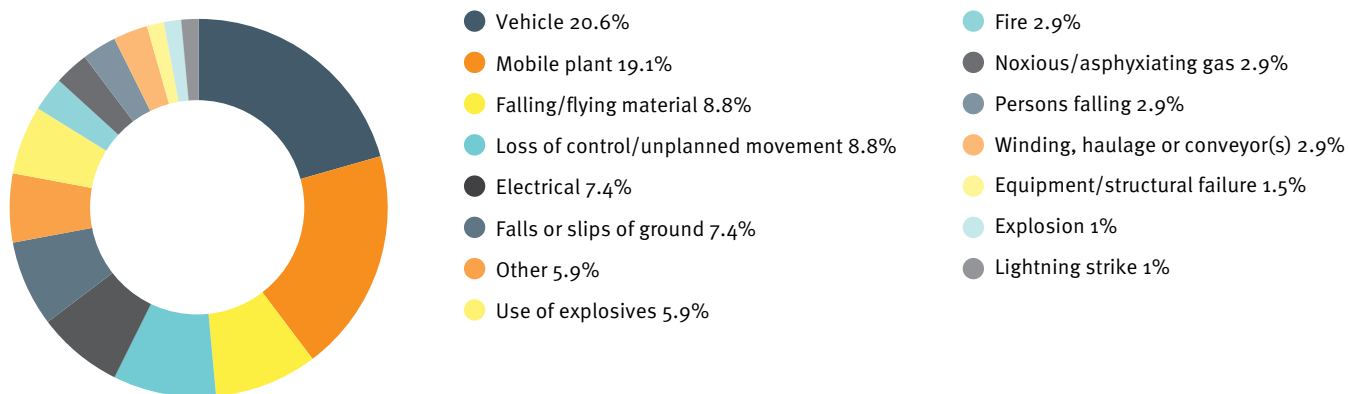 Vehicle 20.6%
Mobile plant 19.1%
Falling/flying material 8.8%
Loss of control/unplanned movement 8.8%
Electrical 7.4%
Falls or slips of ground 7.4%
Other 5.9%
Use of explosives 5.9%
Fire 2.9%
Noxious/asphyxiating gas 2.9%
Persons falling 2.9%
Winding, haulage or conveyor(s) 2.9%
Equipment/structural failure 1.5%
Explosion 1%
Lightning strike 1%